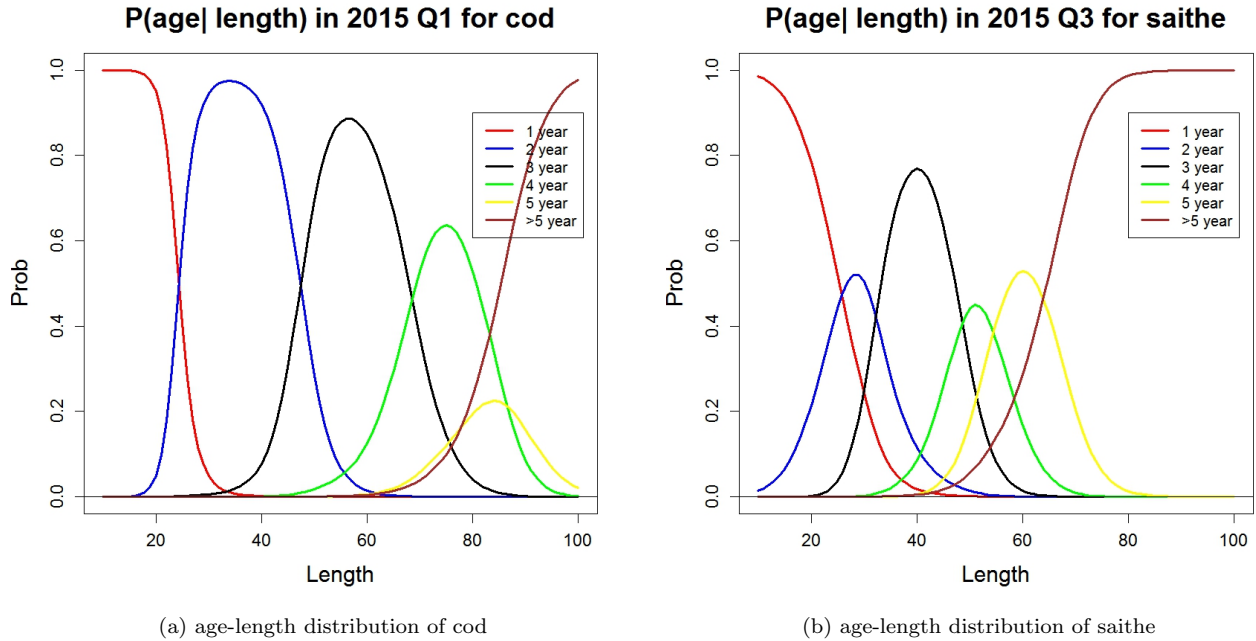 P(age| length) in 2015 Q1 for cod
1.0
0.8
0.6
0.4
0.2
0.0
Prob
1 year
2 year
3 year
4 year
5 year
>5 year
20
40
60
80
100
Length
(a) age-length distribution of cod
P(age| length) in 2015 Q3 for saithe
1.0
0.8
0.6
0.4
0.2
0.0
Prob
1 year
2 year
3 year
4 year
5 year
>5 year
20
40
60
80
100
Length
(b) age-length distribution of saithe